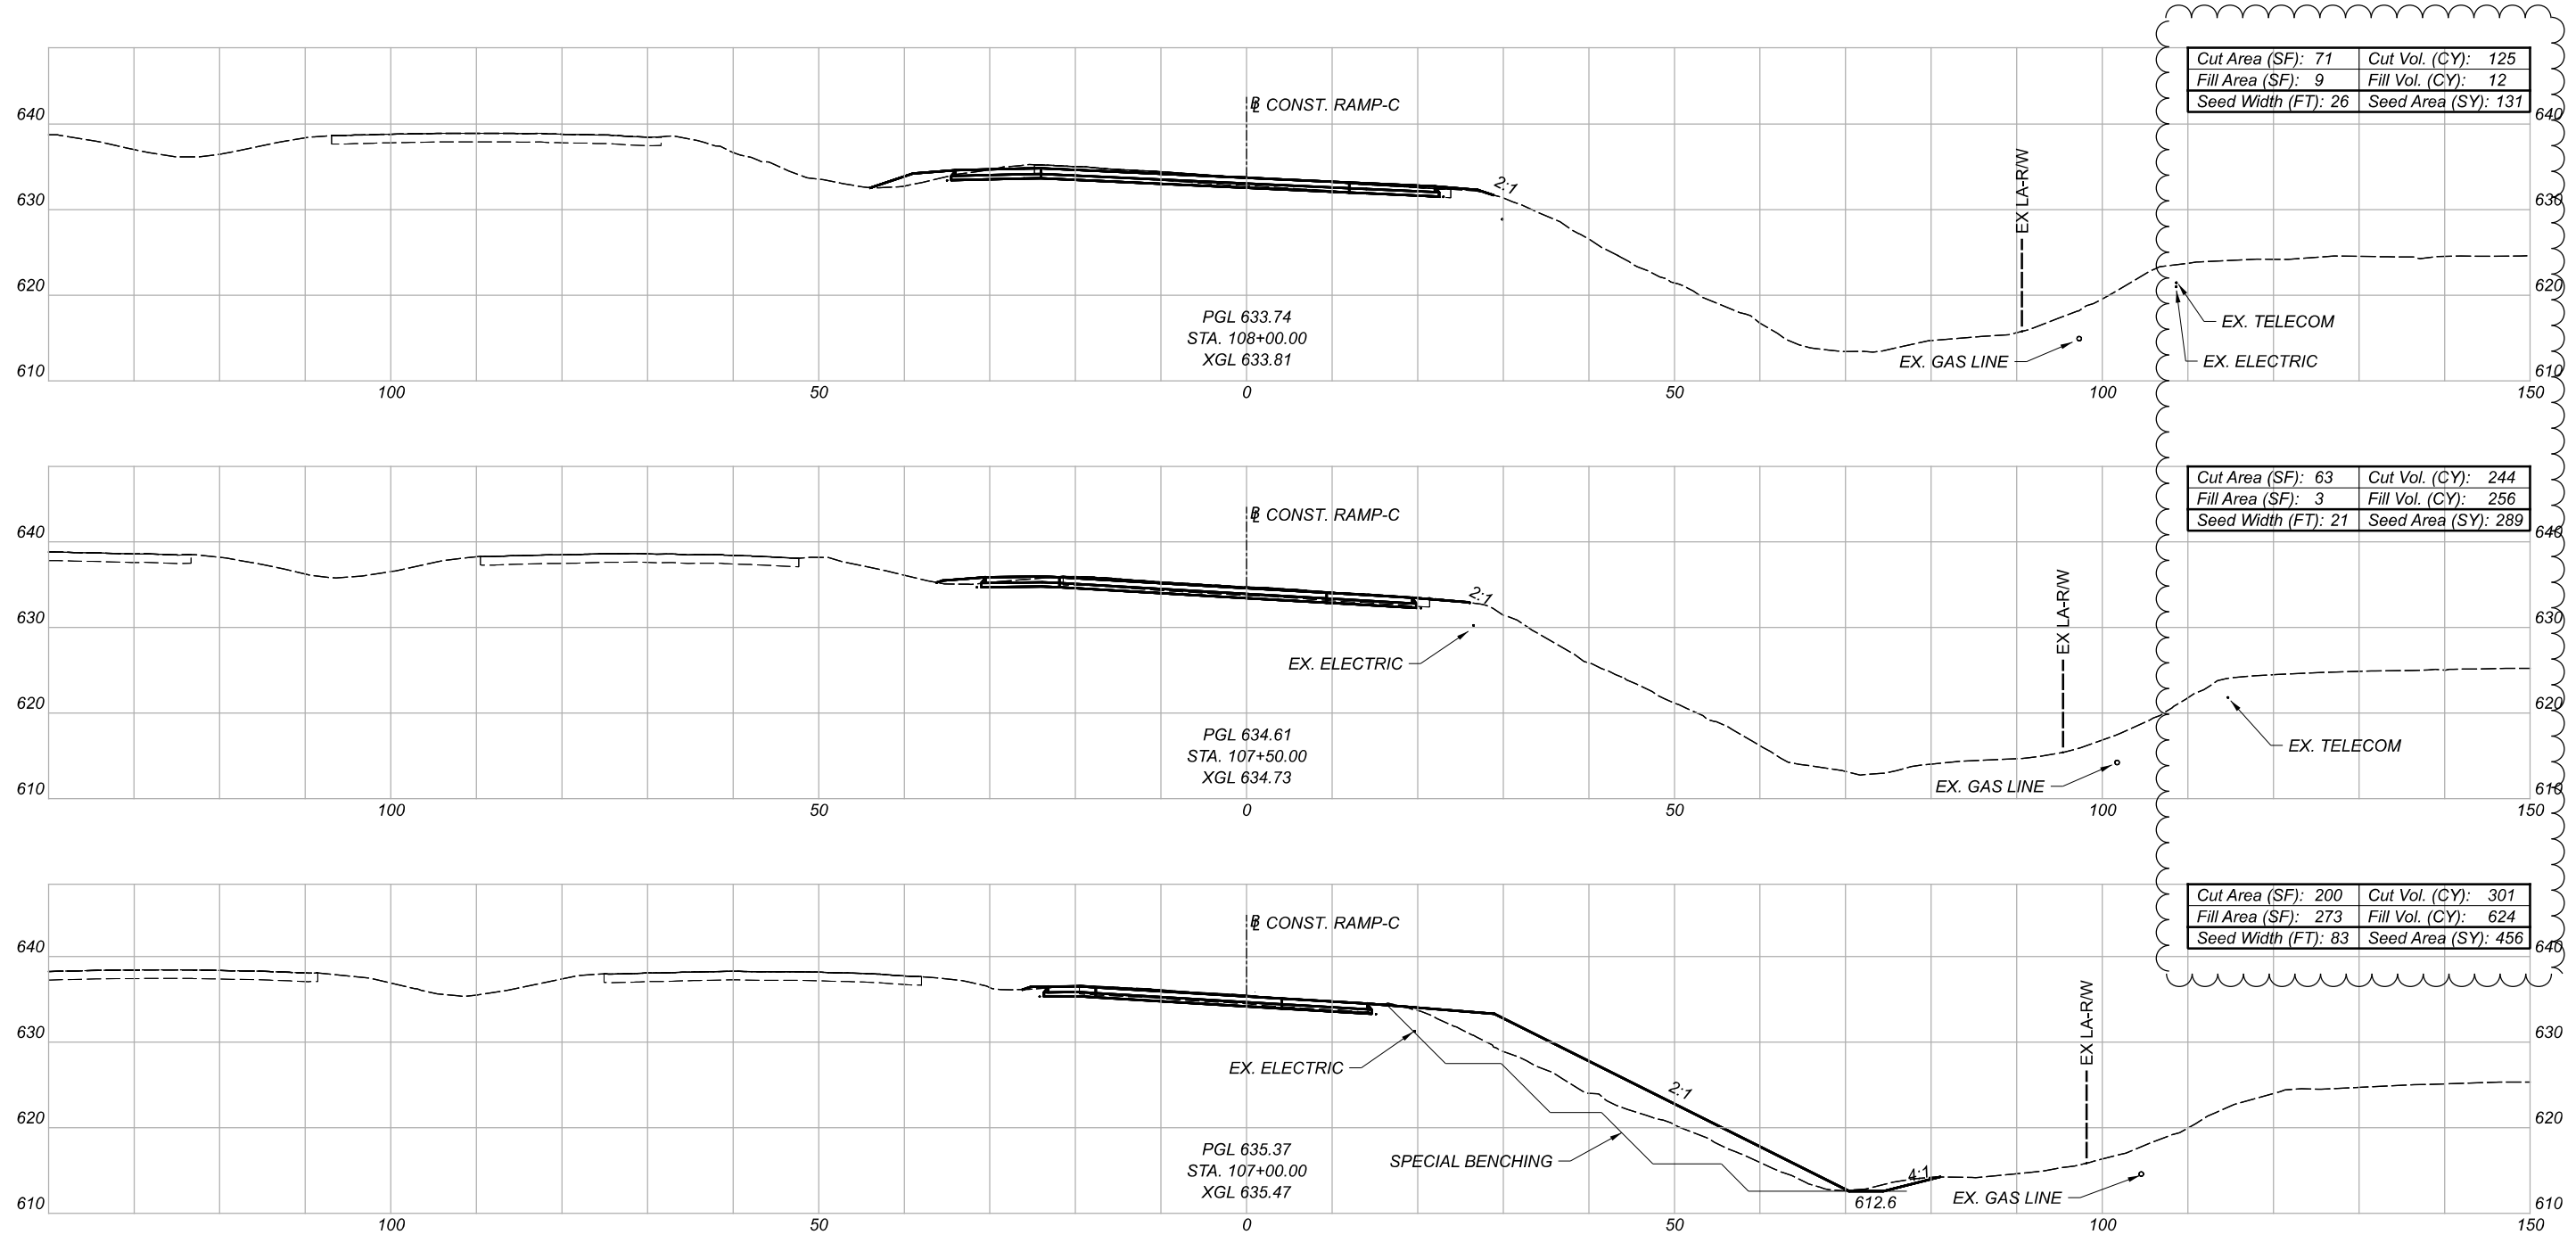 Cut Area (SF): 71 Cut Vol. (CY): 125
Fill Area (SF): 9 Fill Vol. (CY): 12
Seed Width (FT): 26 Seed Area (SY): 131
℄ CONST. RAMP-C
640 640
630 630
620 620
610 610
2:1
EX LA-R/W
PGL 633.74
STA. 108+00.00
XGL 633.81
EX. TELECOM
EX. GAS LINE
EX. ELECTRIC
100 50 0 50 100 150
Cut Area (SF): 63 Cut Vol. (CY): 244
Fill Area (SF): 3 Fill Vol. (CY): 256
Seed Width (FT): 21 Seed Area (SY): 289
℄ CONST. RAMP-C
640 640
630 630
620 620
610 610
2:1
EX LA-R/W
EX. ELECTRIC
PGL 634.61
STA. 107+50.00
XGL 634.73
EX. TELECOM
EX. GAS LINE
100 50 0 50 100 150
Cut Area (SF): 200 Cut Vol. (CY): 301
Fill Area (SF): 273 Fill Vol. (CY): 624
Seed Width (FT): 83 Seed Area (SY): 456
℄ CONST. RAMP-C
640 640
630 630
620 620
610 610
EX LA-R/W
EX. ELECTRIC
2:1
PGL 635.37
STA. 107+00.00
XGL 635.47
SPECIAL BENCHING
4:1
612.6
EX. GAS LINE
100 50 0 50 100 150